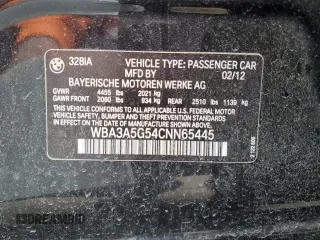 328iA
VEHICLE TYPE: PASSENGER CAR
02/12
BAYERISCHE MOTOREN WERKE AG
GVWR 4455 lbs 2021 kg
GAWR FRONT 2060 lbs 934 kg REAR 2510 lbs 1139 kg
THIS VEHICLE CONFORMS TO ALL APPLICABLE
FEDERAL MOTOR VEHICLE SAFETY,
BUMPER AND THEFT PREVENTION STANDARDS
IN EFFECT ON THE DATE OF
MANUFACTURE SHOWN ABOVE.
WBA3A5G54CNN65445
IDREAMBID